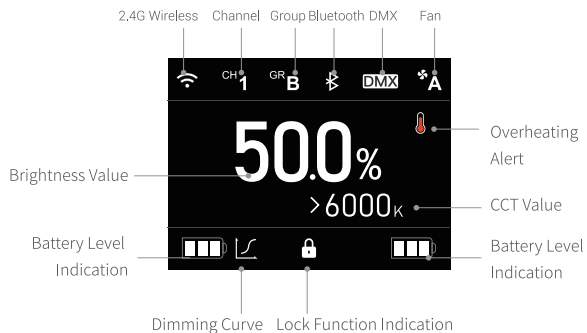 2.4G Wireless Channel Group Bluetooth DMX Fan
CH 1 GR B DMX A
50.0%
Overheating
Alert
Brightness Value
>6000K
CCT Value
Battery Level
Indication
Battery Level
Indication
Dimming Curve Lock Function Indication